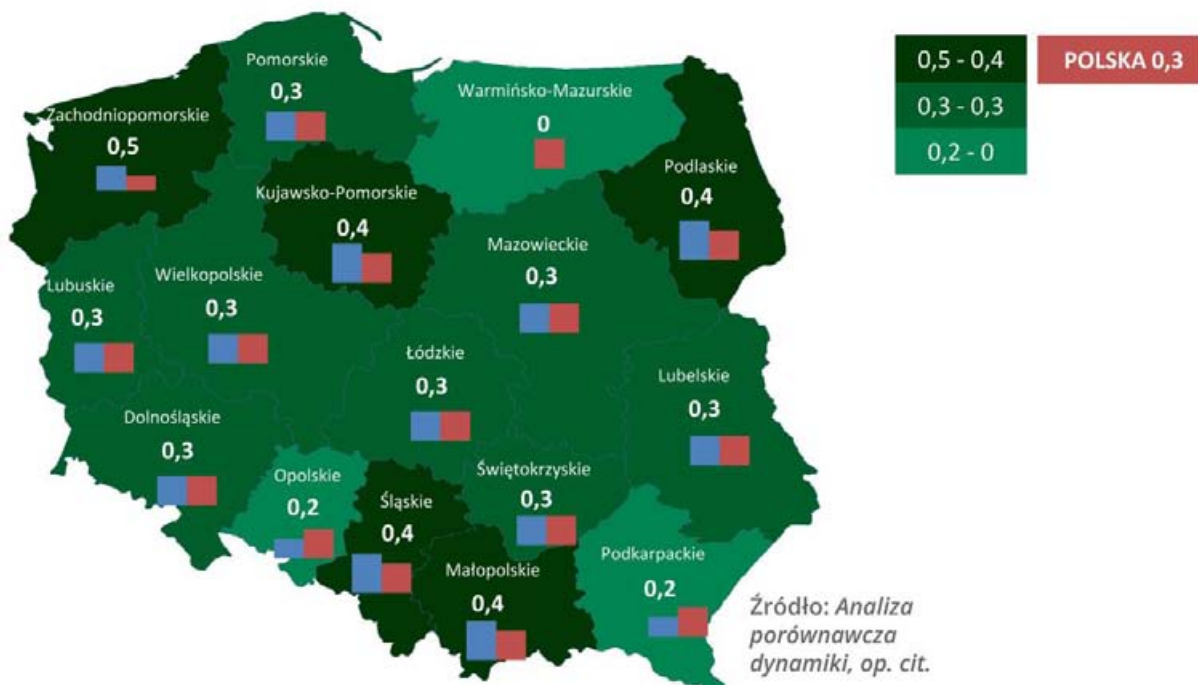 Pomorskie
0,3
Warmińsko-Mazurskie
0
Zachodniopomorskie
0,5
Podlaskie
0,4
Kujawsko-Pomorskie
0,4
Mazowieckie
0,3
Lubuskie
0,3
Wielkopolskie
0,3
Łódzkie
0,3
Lubelskie
0,3
Dolnośląskie
0,3
Opolskie
0,2
Śląskie
0,4
Świętokrzyskie
0,3
Małopolskie
0,4
Podkarpackie
0,2
0,5 - 0,4
POLSKA 0,3
0,3 - 0,3
0,2 - 0
Źródło: Analiza
porównawcza
dynamiki, op. cit.